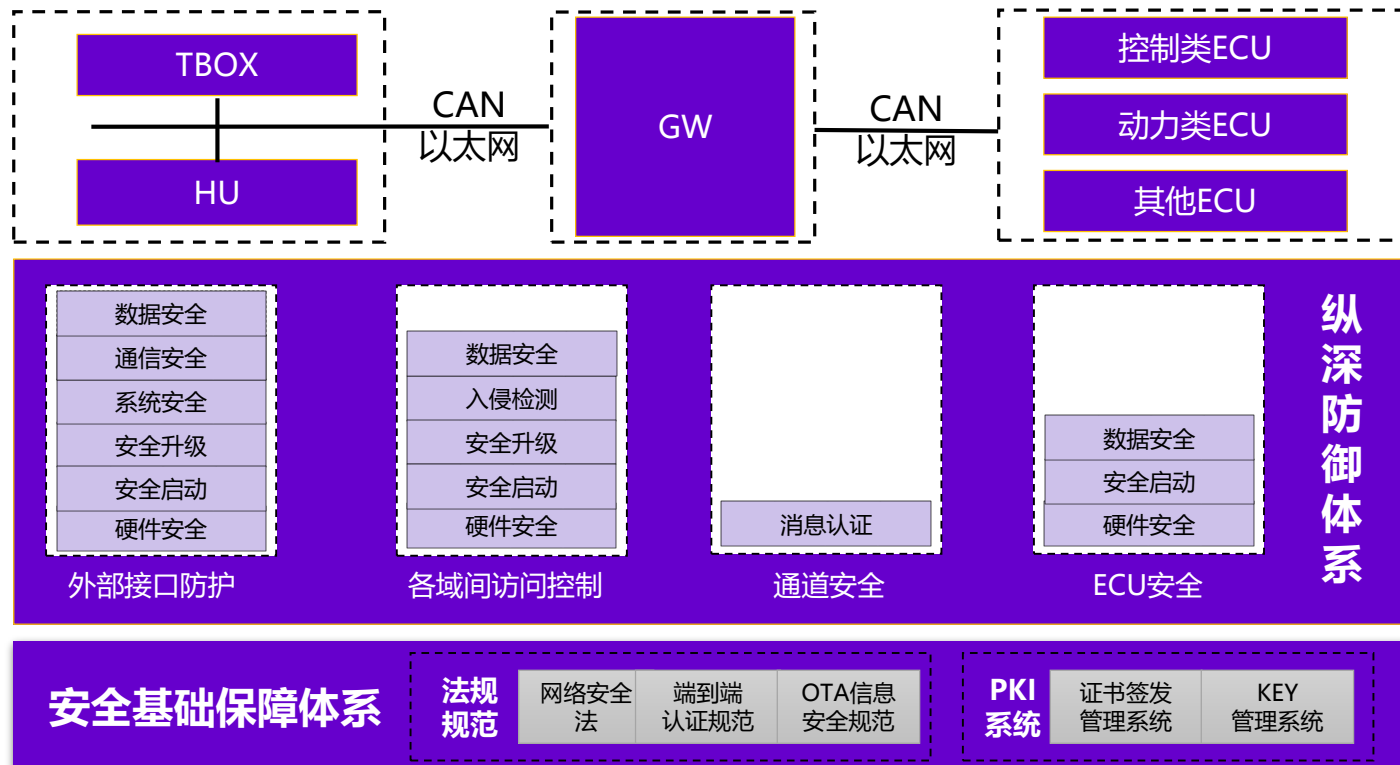 TBOX
HU
CAN
以太网
GW
CAN
以太网
控制类ECU
动力类ECU
其他ECU
数据安全
通信安全
系统安全
安全升级
安全启动
硬件安全
外部接口防护
数据安全
入侵检测
安全升级
安全启动
硬件安全
各域间访问控制
消息认证
通道安全
数据安全
安全启动
硬件安全
ECU安全
纵
深
防
御
体
系
安全基础保障体系
法规
规范
网络安全
法
端到端
认证规范
OTA信息
安全规范
PKI
系统
证书签发
管理系统
KEY
管理系统